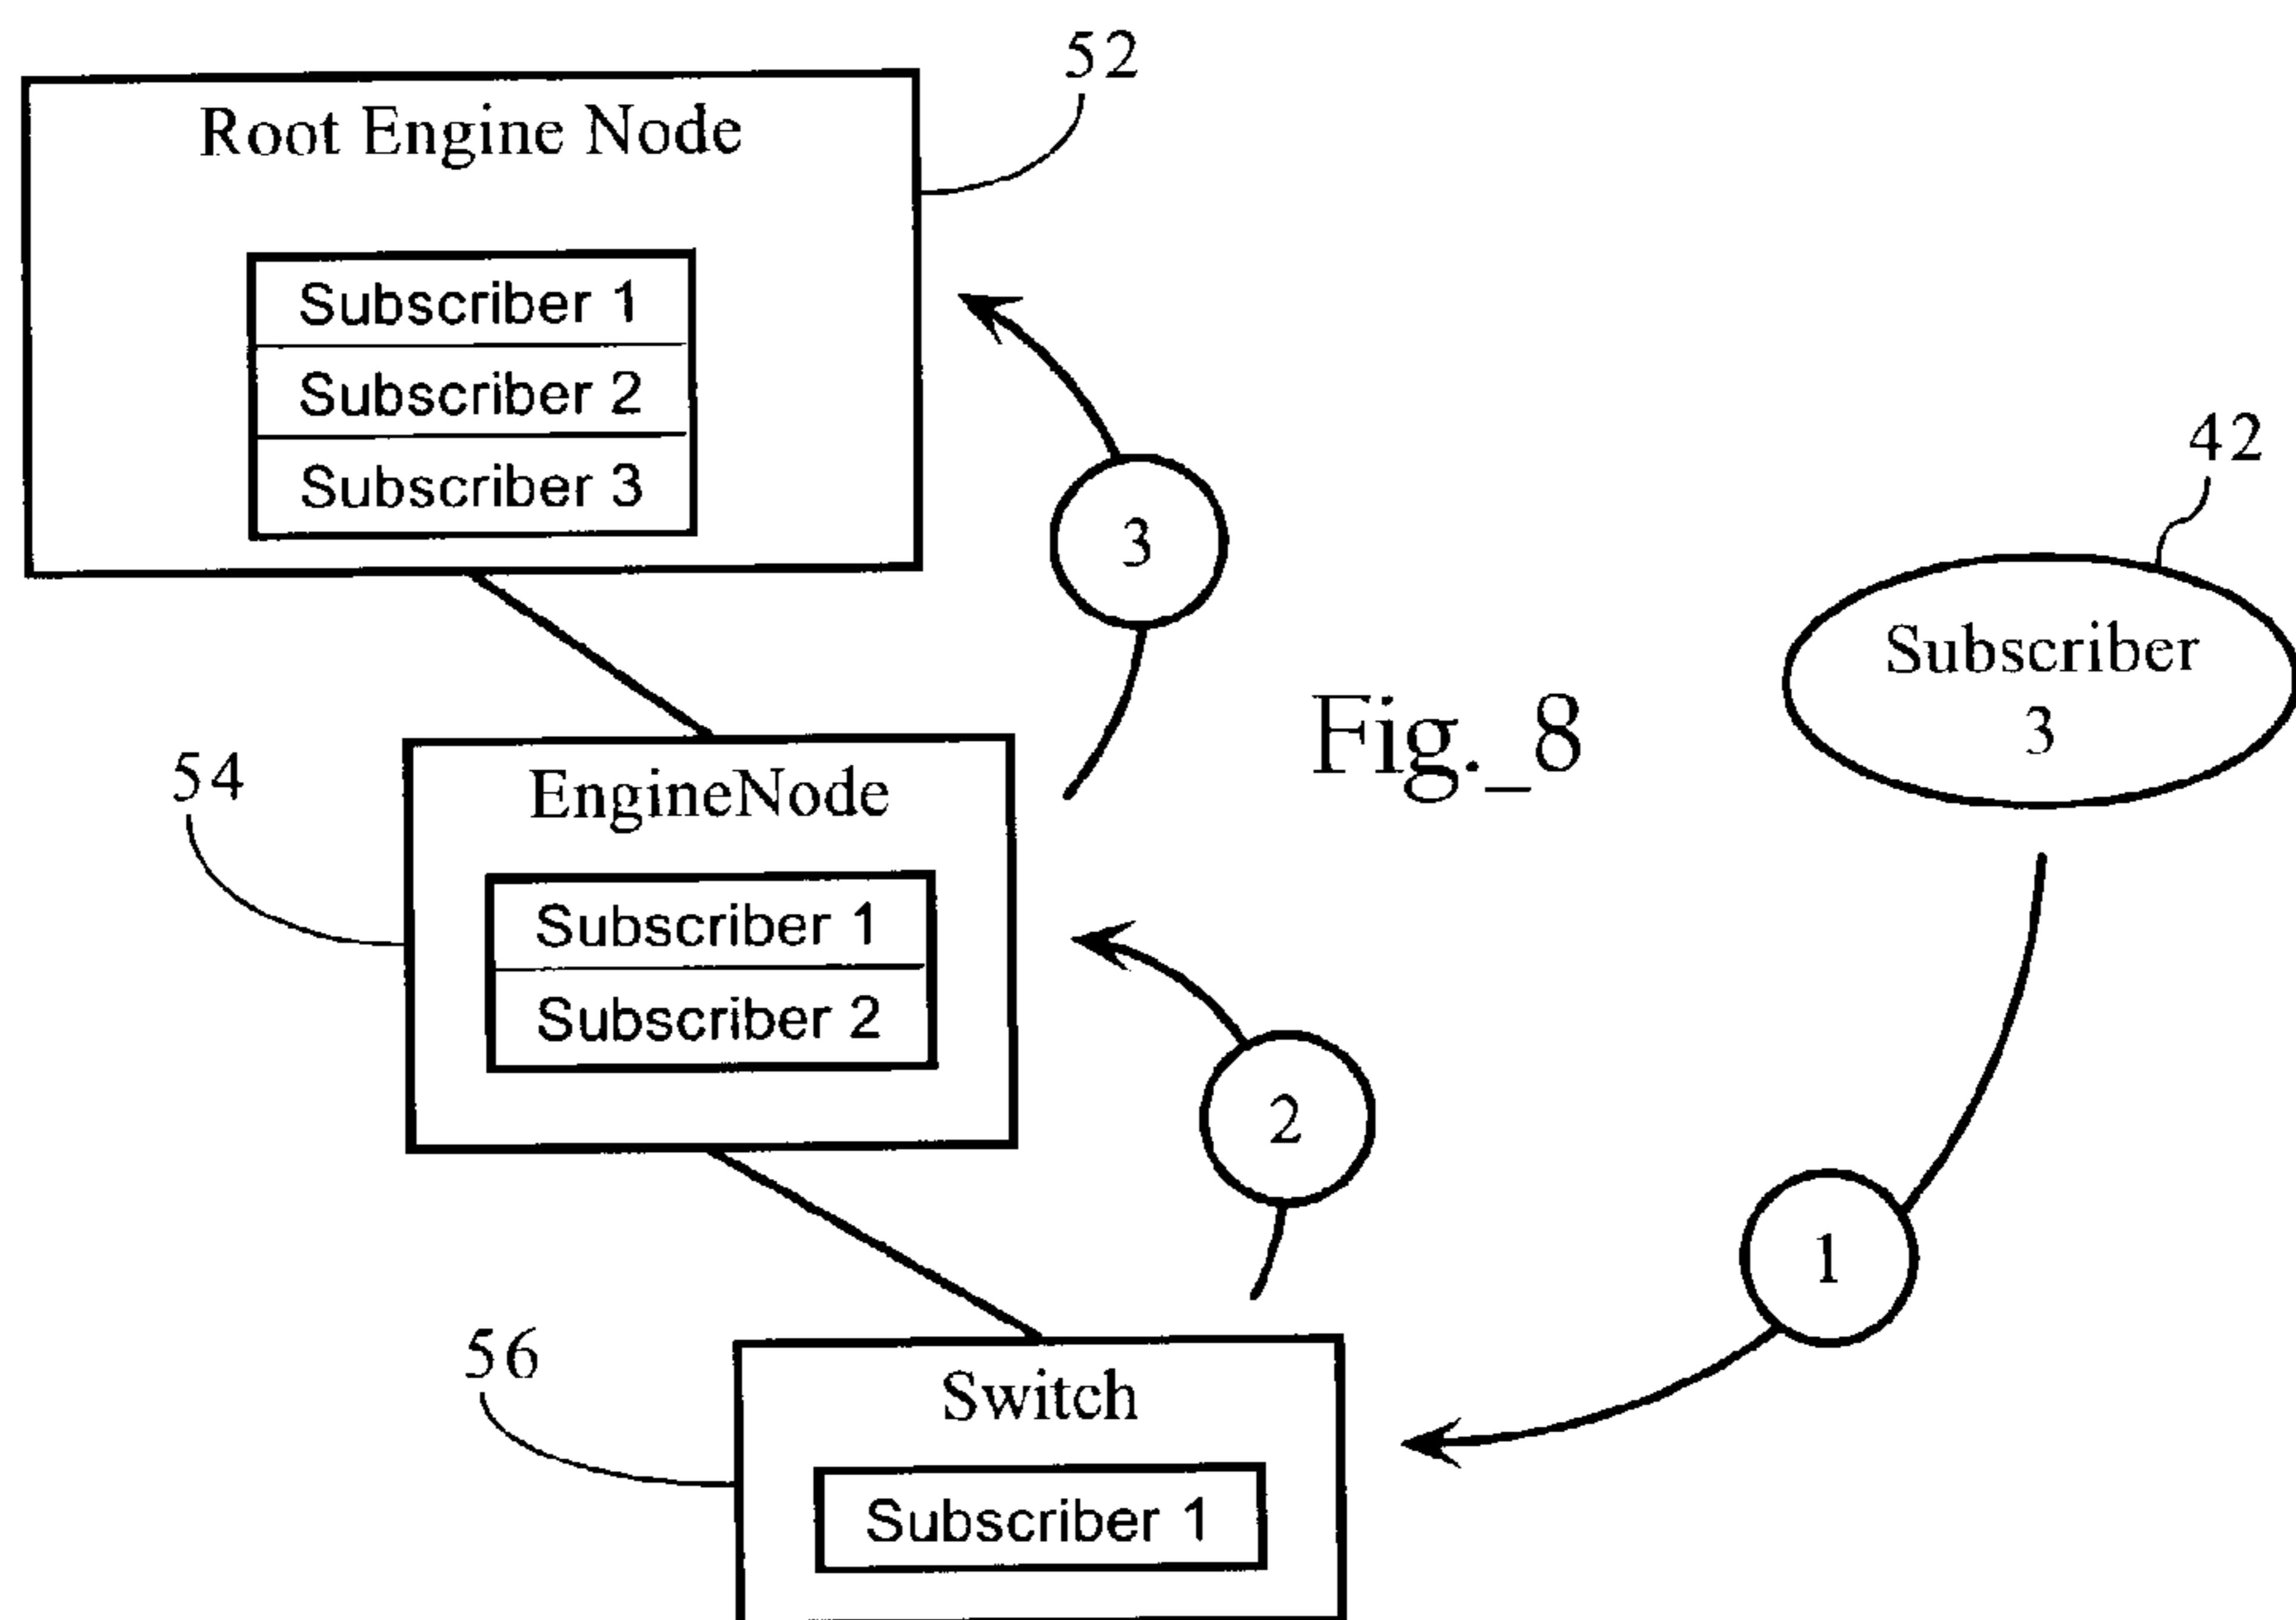 52
Root Engine Node
Subscriber 1
Subscriber 2
Subscriber 3
3
42
Subscriber
3
Fig._8
54
EngineNode
Subscriber 1
Subscriber 2
2
1
56
Switch
Subscriber 1